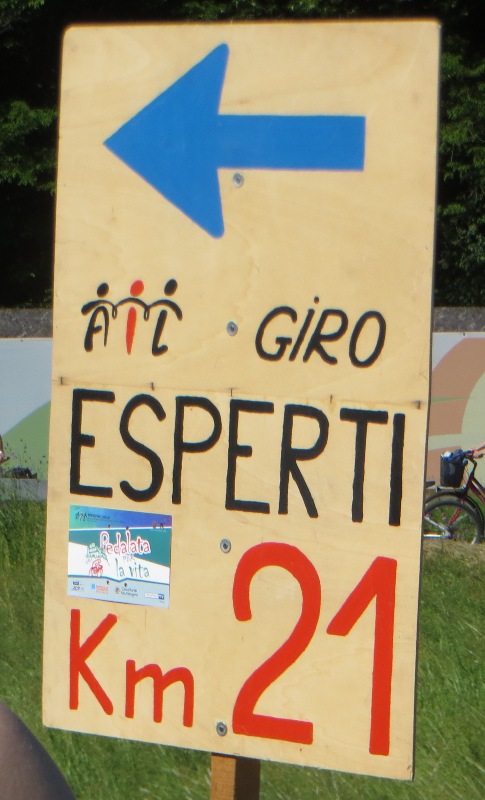 AIL GIRO
ESPERTI
Pedalata
la vita
Km 21